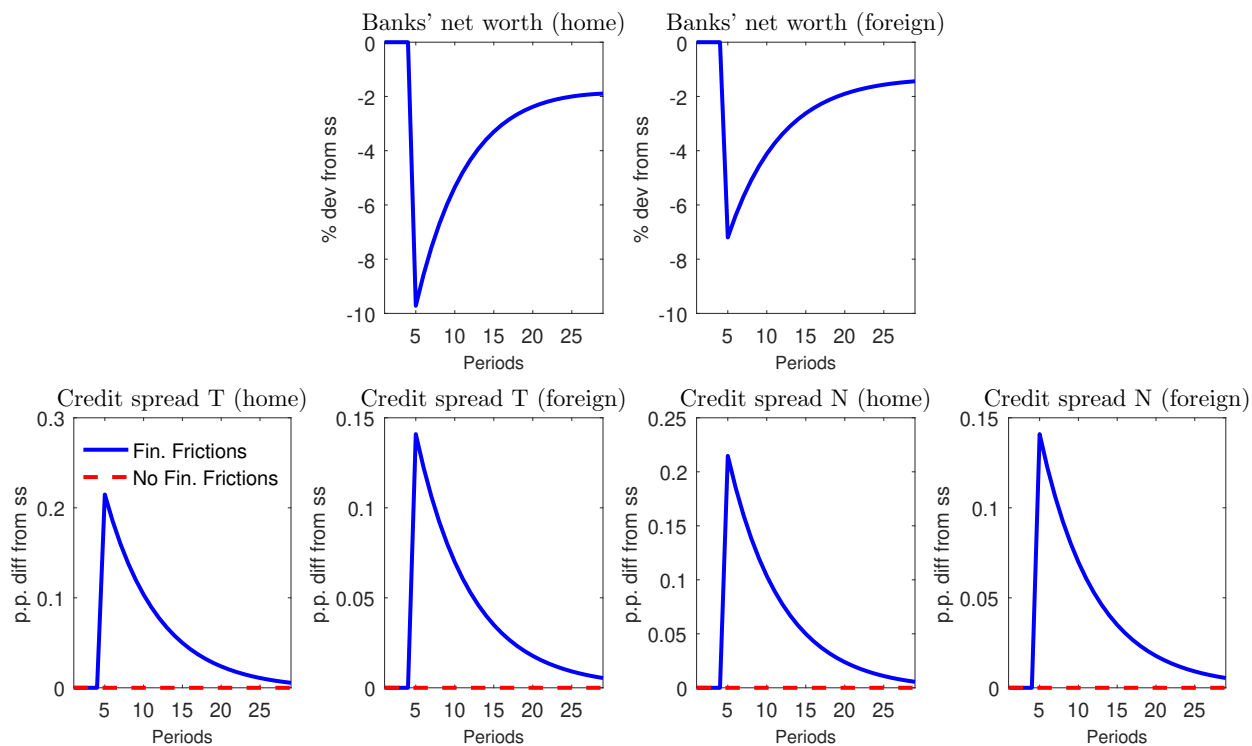 Banks' net worth (home)
0
-2
-4
-6
-8
-10
% dev from ss
5 10 15 20 25
Periods
Banks' net worth (foreign)
0
-2
-4
-6
-8
-10
% dev from ss
5 10 15 20 25
Periods
Credit spread T (home)
0.3
0.2
0.1
0
p.p. diff from ss
Fin. Frictions
No Fin. Frictions
5 10 15 20 25
Periods
Credit spread T (foreign)
0.15
0.1
0.05
0
p.p. diff from ss
5 10 15 20 25
Periods
Credit spread N (home)
0.25
0.2
0.15
0.1
0.05
0
p.p. diff from ss
5 10 15 20 25
Periods
Credit spread N (foreign)
0.15
0.1
0.05
0
p.p. diff from ss
5 10 15 20 25
Periods